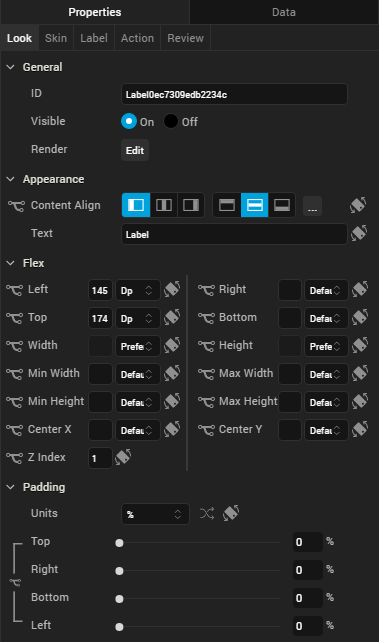 Properties Data
Look Skin Label Action Review
General
ID Label0ec7309edb2234c
Visible On Off
Render Edit
Appearance
Content Align ...
Text Label
Flex
Left 145 Dp Right Defau
Top 174 Dp Bottom Defau
Width Prefe Height Prefe
Min Width Defau Max Width Defau
Min Height Defau Max Height Defau
Center X Defau Center Y Defau
Z Index 1
Padding
Units %
Top 0 %
Right 0 %
Bottom 0 %
Left 0 %